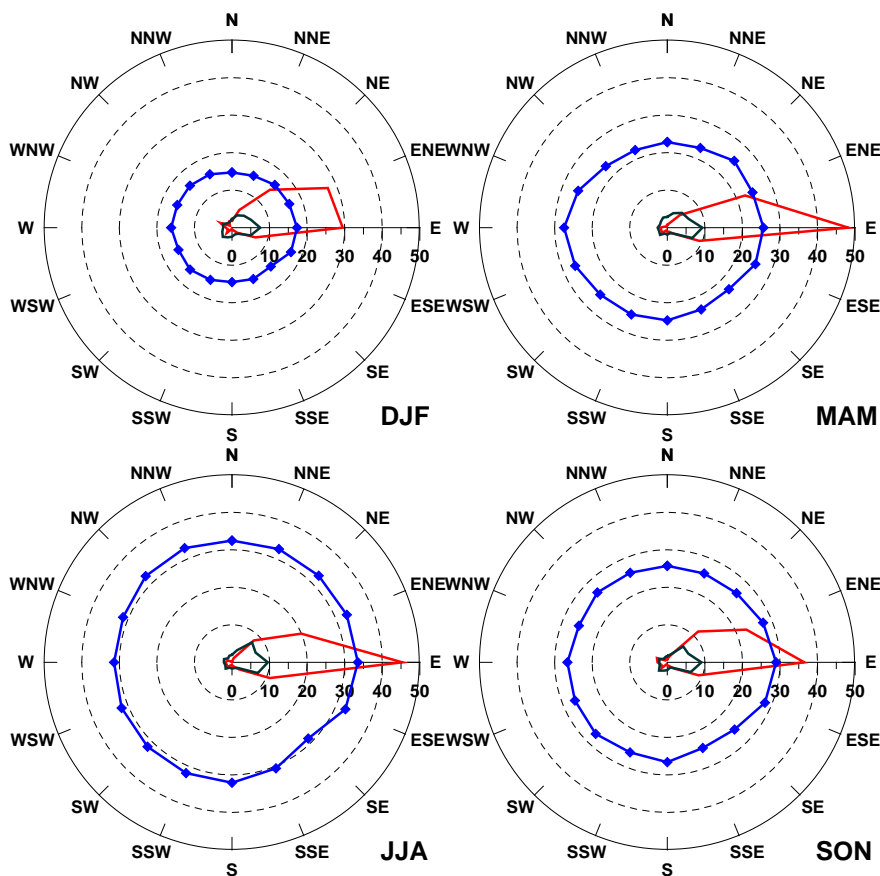 N N
NNW NNE NNW NNE
NW NE NW NE
WNW ENE WNW ENE
W E W E
0 10 20 30 40 50 0 10 20 30 40 50
WSW ESE WSW ESE
SW SE SW SE
SSW SSE SSW SSE
DJF MAM
S S
N N
NNW NNE NNW NNE
NW NE NW NE
WNW ENE WNW ENE
W E W E
0 10 20 30 40 50 0 10 20 30 40 50
WSW ESE WSW ESE
SW SE SW SE
SSW SSE SSW SSE
JJA SON
S S